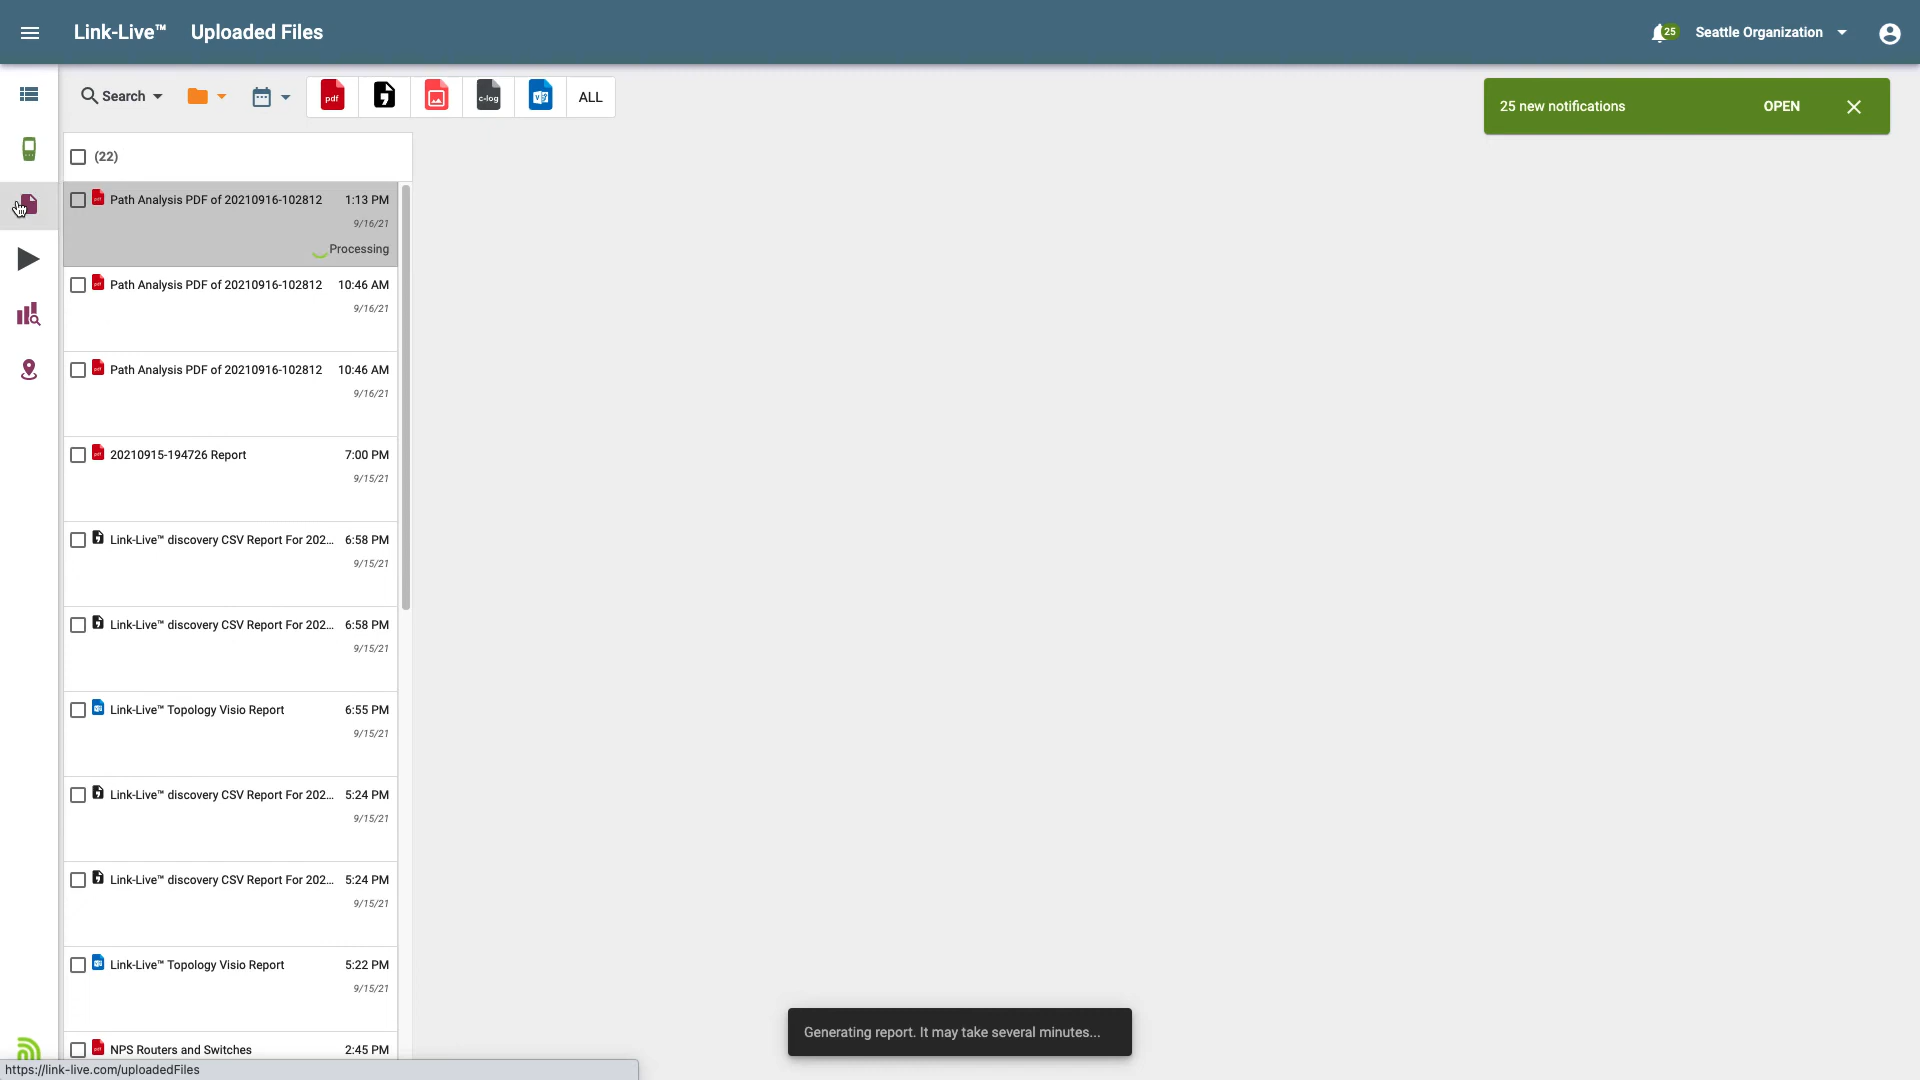 Link-Live™ Uploaded Files
25
Seattle Organization
Search
pdf
c-log
ALL
25 new notifications
OPEN
(22)
Path Analysis PDF of 20210916-102812 1:13 PM
9/16/21
Processing
Path Analysis PDF of 20210916-102812 10:46 AM
9/16/21
Path Analysis PDF of 20210916-102812 10:46 AM
9/16/21
20210915-194726 Report 7:00 PM
9/15/21
Link-Live™ discovery CSV Report For 202... 6:58 PM
9/15/21
Link-Live™ discovery CSV Report For 202... 6:58 PM
9/15/21
Link-Live™ Topology Visio Report 6:55 PM
9/15/21
Link-Live™ discovery CSV Report For 202... 5:24 PM
9/15/21
Link-Live™ discovery CSV Report For 202... 5:24 PM
9/15/21
Link-Live™ Topology Visio Report 5:22 PM
9/15/21
NPS Routers and Switches 2:45 PM
Generating report. It may take several minutes...
https://link-live.com/uploadedFiles